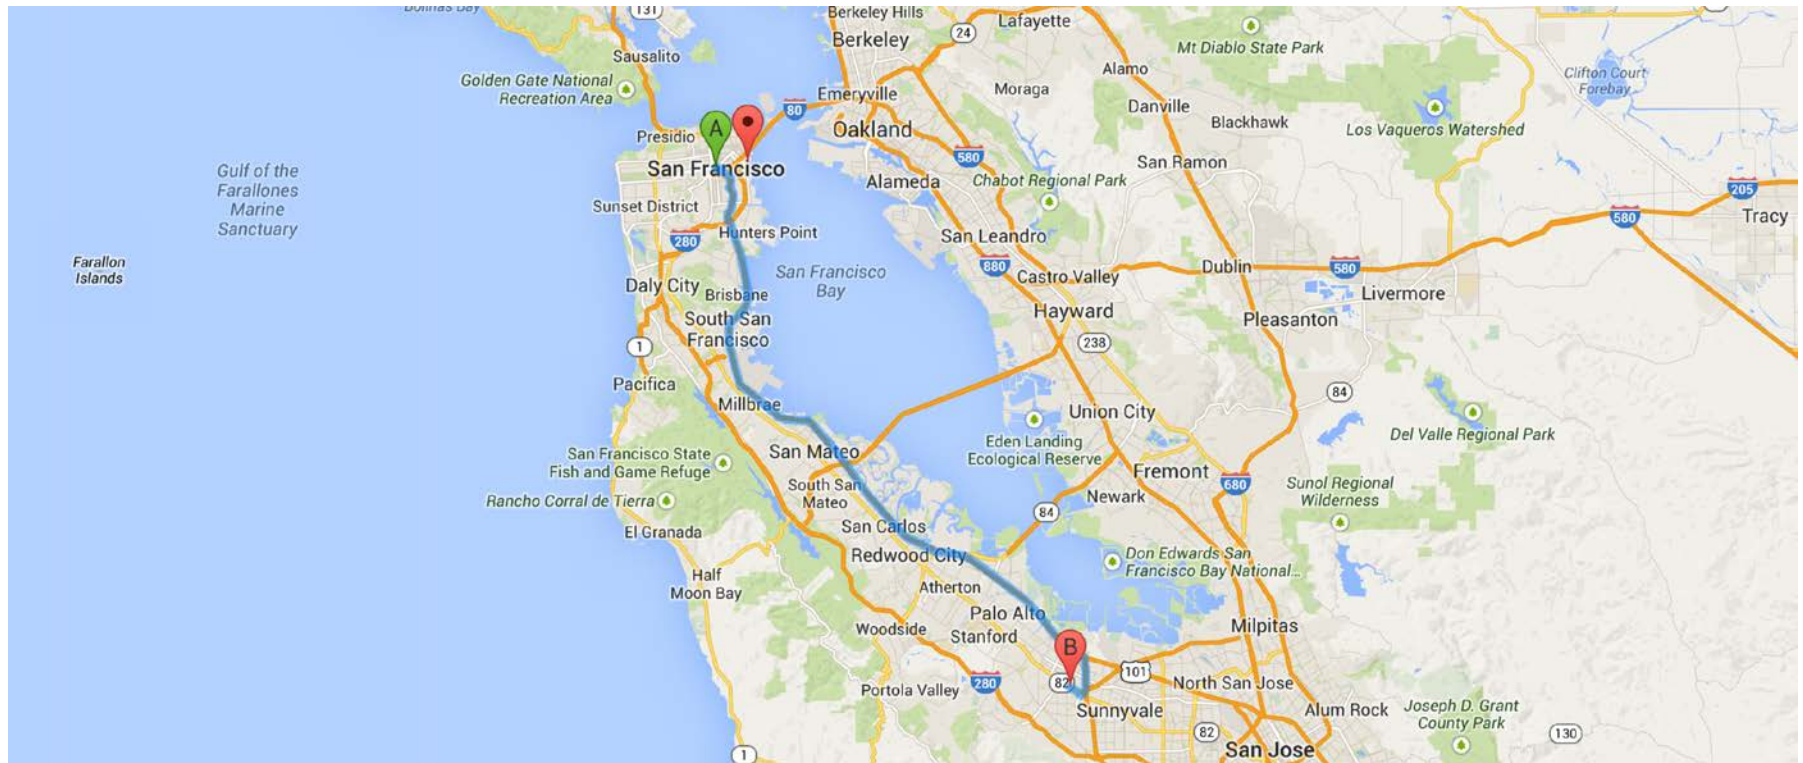 Bolinas Bay
131
Berkeley Hills
Lafayette
24
Berkeley
Mt Diablo State Park
Sausalito
Alamo
Clifton Court
Forebay
Golden Gate National
Recreation Area
Emeryville
80
Moraga
Danville
Blackhawk
Los Vaqueros Watershed
Presidio
A
Oakland
San Francisco
580
San Ramon
Gulf of the
Farallones
Marine
Sanctuary
Alameda
Chabot Regional Park
205
Sunset District
580
Tracy
280
Hunters Point
San Leandro
Farallon
Islands
San Francisco
Bay
880
Castro Valley
Dublin
580
Daly City
Brisbane
Hayward
Livermore
South San
Francisco
Pleasanton
1
238
Pacifica
84
Millbrae
Union City
San Francisco State
Fish and Game Refuge
San Mateo
Eden Landing
Ecological Reserve
Del Valle Regional Park
Fremont
680
Rancho Corral de Tierra
South San
Mateo
Newark
Sunol Regional
Wilderness
El Granada
San Carlos
84
Redwood City
Don Edwards San
Francisco Bay National...
Half
Moon Bay
Atherton
Palo Alto
Woodside
Stanford
Milpitas
B
280
82
101
North San Jose
Portola Valley
Sunnyvale
Alum Rock
Joseph D. Grant
County Park
82
130
1
San Jose